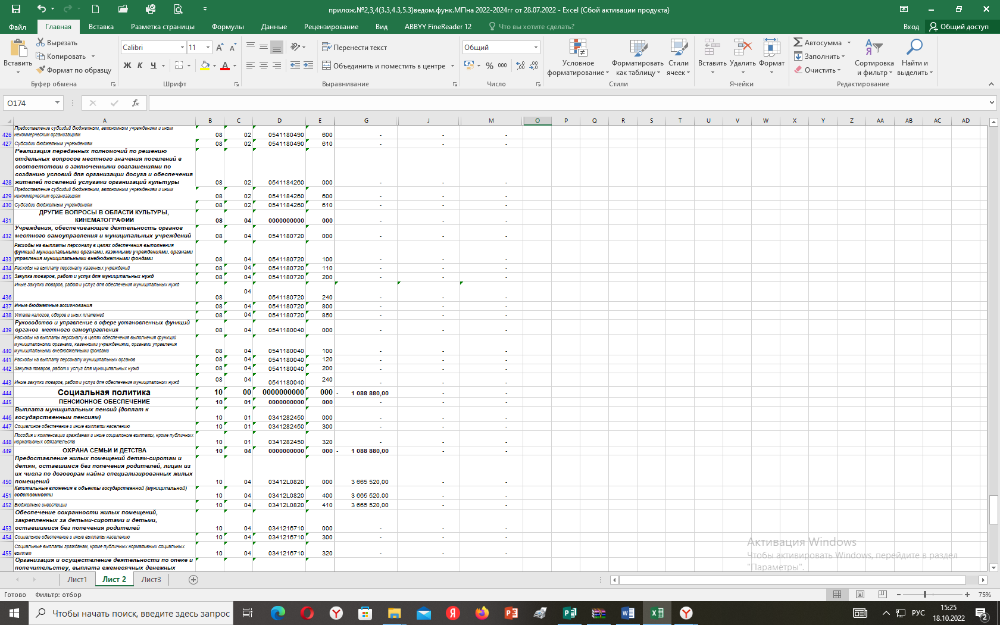 прилож.№2,3,4(3.3,4.3,5.3)ведом.функ.МПна 2022-2024гг от 28.07.2022 - Excel (Сбой активации продукта)
Файл Главная Вставка Разметка страницы Формулы Данные Рецензирование Вид ABBYY FineReader 12 Что вы хотите сделать? Вход Общий доступ
Вставить
Вырезать
Копировать
Формат по образцу
Буфер обмена
Calibri 11
Ж К Ч
Шрифт
Перенести текст
Объединить и поместить в центре
Выравнивание
Общий
% 000
Число
Условное форматирование
Форматировать как таблицу
Стили ячеек
Стили
Вставить Удалить Формат
Ячейки
Автосумма
Заполнить
Очистить
Сортировка и фильтр
Найти и выделить
Редактирование
O174 fx
A B C D E G J M O P Q R S T U V W X Y Z AA AB AC AD
Предоставление субсидий бюджетным, автономным учреждениям и иным
426 некоммерческим организациям 08 02 0541180490 600 - - -
427 Субсидии бюджетным учреждениям 08 02 0541180490 610 - - -
Реализация переданных полномочий по решению
отдельных вопросов местного значения поселений в
соответствии с заключенными соглашениями по
созданию условий для организации досуга и обеспечения
428 жителей поселений услугами организаций культуры 08 02 0541184260 000 - - -
Предоставление субсидий бюджетным, автономным учреждениям и иным
429 некоммерческим организациям 08 02 0541184260 600 - - -
430 Субсидии бюджетным учреждениям 08 02 0541184260 610 - - -
ДРУГИЕ ВОПРОСЫ В ОБЛАСТИ КУЛЬТУРЫ,
431 КИНЕМАТОГРАФИИ 08 04 0000000000 000 - - -
Учреждения, обеспечивающие деятельность органов
432 местного самоуправления и муниципальных учреждений 08 04 0541180720 000 - - -
Расходы на выплаты персоналу в целях обеспечения выполнения
функций муниципальными органами, казенными учреждениями, органами
433 управления муниципальными внебюджетными фондами 08 04 0541180720 100 - - -
434 Расходы на выплату персоналу казенных учреждений 08 04 0541180720 110 - - -
435 Закупка товаров, работ и услуг для муниципальных нужд 08 04 0541180720 200 - - -
Иные закупки товаров, работ и услуг для обеспечения муниципальных нужд
436 08 04 0541180720 240 - - -
437 Иные бюджетные ассигнования 08 04 0541180720 800 - - -
438 Уплата налогов, сборов и иных платежей 08 04 0541180720 850 - - -
Руководство и управление в сфере установленных функций
439 органов местного самоуправления 08 04 0541180040 000 - - -
Расходы на выплаты персоналу в целях обеспечения выполнения функций
муниципальными органами, казенными учреждениями, органами управления
440 муниципальными внебюджетными фондами 08 04 0541180040 100 - - -
441 Расходы на выплату персоналу муниципальных органов 08 04 0541180040 120 - - -
442 Закупка товаров, работ и услуг для муниципальных нужд 08 04 0541180040 200 - - -
443 Иные закупки товаров, работ и услуг для обеспечения муниципальных нужд 08 04 0541180040 240 - - -
444 Социальная политика 10 00 0000000000 000 - 1 088 880,00 - -
445 ПЕНСИОННОЕ ОБЕСПЕЧЕНИЕ 10 01 0000000000 000 - - -
Выплата муниципальных пенсий (доплат к
446 государственным пенсиям) 10 01 0341282450 000 - - -
447 Социальное обеспечение и иные выплаты населению 10 01 0341282450 300 - - -
Пособия и компенсации гражданам и иные социальные выплаты, кроме публичных
448 нормативных обязательств 10 01 0341282450 320 - - -
449 ОХРАНА СЕМЬИ И ДЕТСТВА 10 04 0000000000 000 - 1 088 880,00 - -
Предоставление жилых помещений детям-сиротам и
детям, оставшимся без попечения родителей, лицам из
их числа по договорам найма специализированных жилых
450 помещений 10 04 03412L0820 000 3 665 520,00 - -
Капитальные вложения в объекты государственной (муниципальной)
451 собственности 10 04 03412L0820 400 3 665 520,00 - -
452 Бюджетные инвестиции 10 04 03412L0820 410 3 665 520,00 - -
Обеспечение сохранности жилых помещений,
закрепленных за детьми-сиротами и детьми,
453 оставшимися без попечения родителей 10 04 0341216710 000 - - -
454 Социальное обеспечение и иные выплаты населению 10 04 0341216710 300 - - -
Социальные выплаты гражданам, кроме публичных нормативных социальных
455 выплат 10 04 0341216710 320 - - -
Организация и осуществление деятельности по опеке и
попечительству, выплата ежемесячных денежных
Активация Windows
Чтобы активировать Windows, перейдите в раздел
"Параметры".
Лист1 Лист 2 Лист3
Готово Фильтр: отбор 75%
Чтобы начать поиск, введите здесь запрос
РУС
15:25
18.10.2022
2